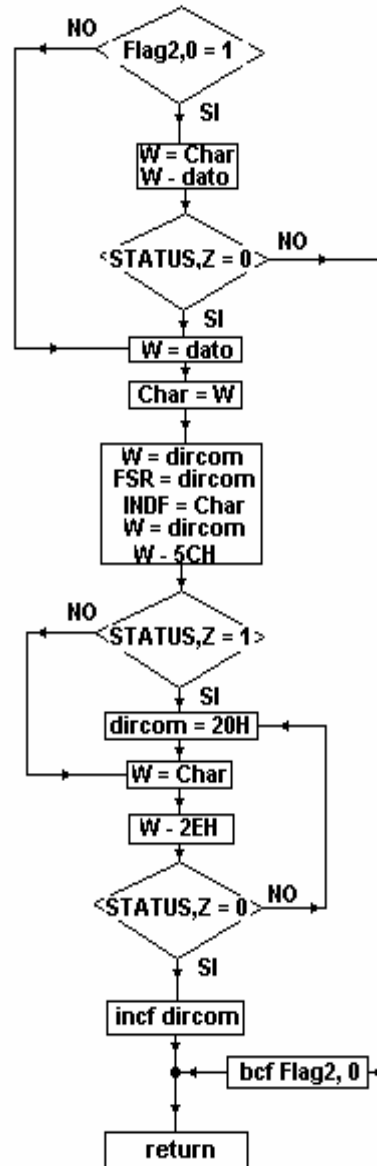 NO
Flag2,0 = 1
SI
W = Char
W - dato
STATUS,Z = 0
NO
SI
W = dato
Char = W
W = dircom
FSR = dircom
INDF = Char
W = dircom
W - 5CH
NO
STATUS,Z = 1
SI
dircom = 20H
W = Char
W - 2EH
STATUS,Z = 0
NO
SI
incf dircom
bcf Flag2, 0
return